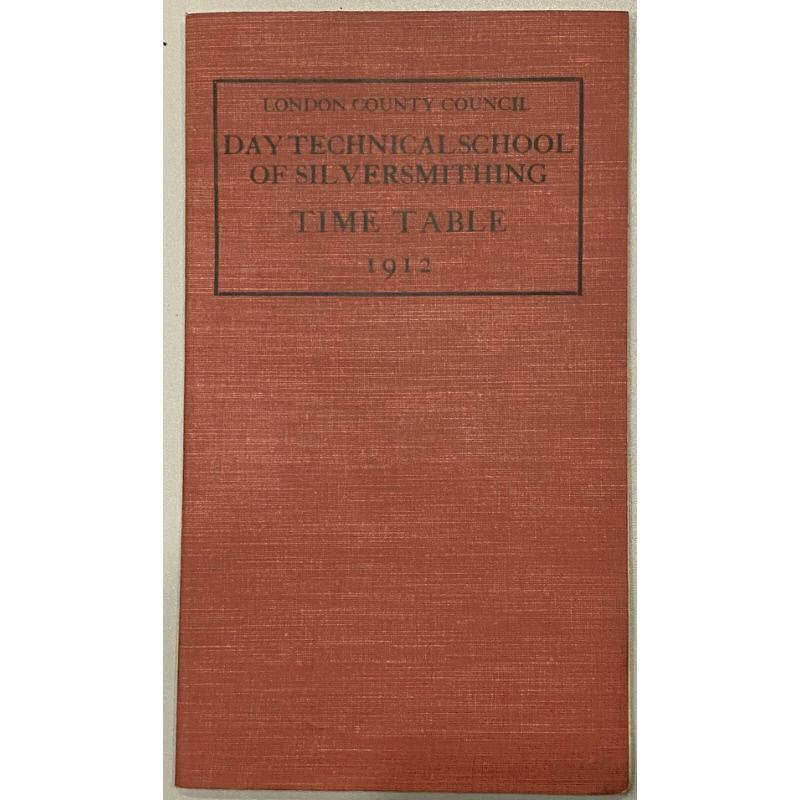 LONDON COUNTY COUNCIL
DAY TECHNICAL SCHOOL
OF SILVERSMITHING
TIME TABLE
1912